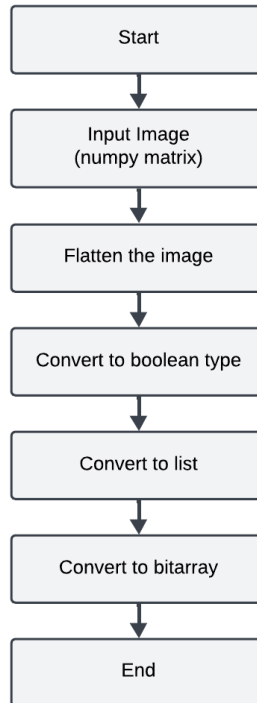 Start
Input Image
(numpy matrix)
Flatten the image
Convert to boolean type
Convert to list
Convert to bitarray
End